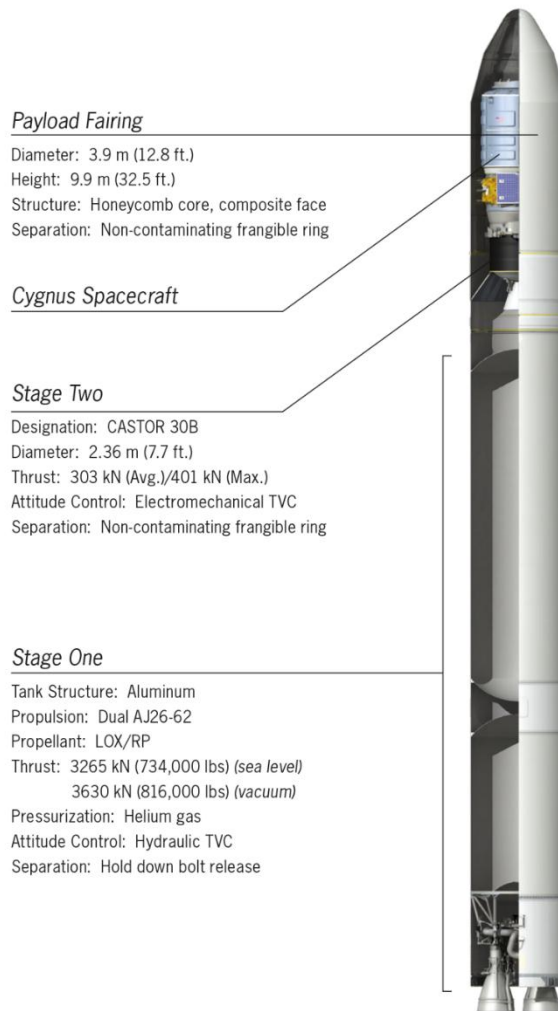 Payload Fairing
Diameter: 3.9 m (12.8 ft.)
Height: 9.9 m (32.5 ft.)
Structure: Honeycomb core, composite face
Separation: Non-contaminating frangible ring
Cygnus Spacecraft
Stage Two
Designation: CASTOR 30B
Diameter: 2.36 m (7.7 ft.)
Thrust: 303 kN (Avg.)/401 kN (Max.)
Attitude Control: Electromechanical TVC
Separation: Non-contaminating frangible ring
Stage One
Tank Structure: Aluminum
Propulsion: Dual AJ26-62
Propellant: LOX/RP
Thrust: 3265 kN (734,000 lbs) (sea level)
3630 kN (816,000 lbs) (vacuum)
Pressurization: Helium gas
Attitude Control: Hydraulic TVC
Separation: Hold down bolt release